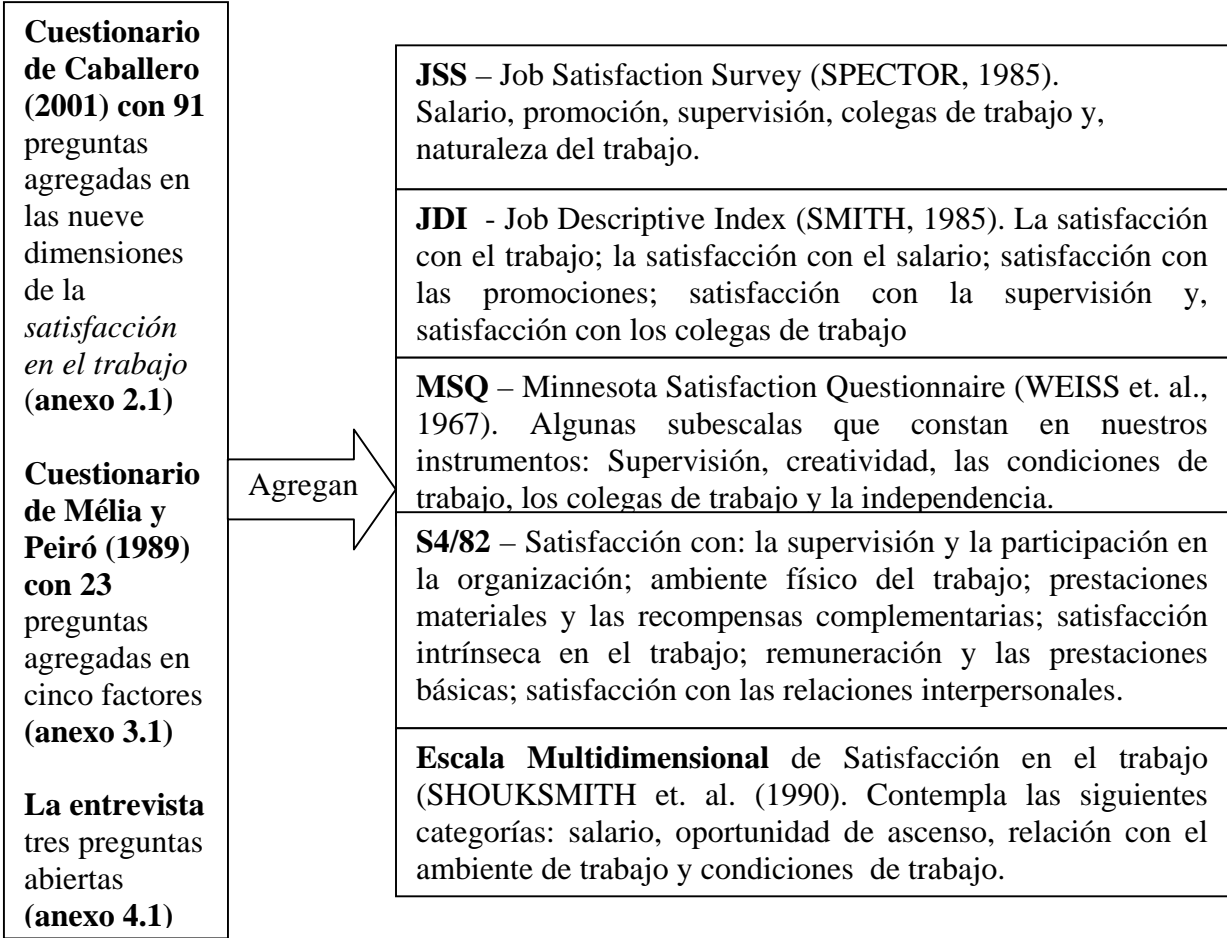 Cuestionario
de Caballero
(2001) con 91
preguntas
agregadas en
las nueve
dimensiones
de la
satisfacción
en el trabajo
(anexo 2.1)
Cuestionario
de Mélia y
Peiró (1989)
con 23
preguntas
agregadas en
cinco factores
(anexo 3.1)
La entrevista
tres preguntas
abiertas
(anexo 4.1)
Agregan
JSS – Job Satisfaction Survey (SPECTOR, 1985).
Salario, promoción, supervisión, colegas de trabajo y,
naturaleza del trabajo.
JDI - Job Descriptive Index (SMITH, 1985). La satisfacción
con el trabajo; la satisfacción con el salario; satisfacción con
las promociones; satisfacción con la supervisión y,
satisfacción con los colegas de trabajo
MSQ – Minnesota Satisfaction Questionnaire (WEISS et. al.,
1967). Algunas subescalas que constan en nuestros
instrumentos: Supervisión, creatividad, las condiciones de
trabajo, los colegas de trabajo y la independencia.
S4/82 – Satisfacción con: la supervisión y la participación en
la organización; ambiente físico del trabajo; prestaciones
materiales y las recompensas complementarias; satisfacción
intrínseca en el trabajo; remuneración y las prestaciones
básicas; satisfacción con las relaciones interpersonales.
Escala Multidimensional de Satisfacción en el trabajo
(SHOUKSMITH et. al. (1990). Contempla las siguientes
categorías: salario, oportunidad de ascenso, relación con el
ambiente de trabajo y condiciones de trabajo.